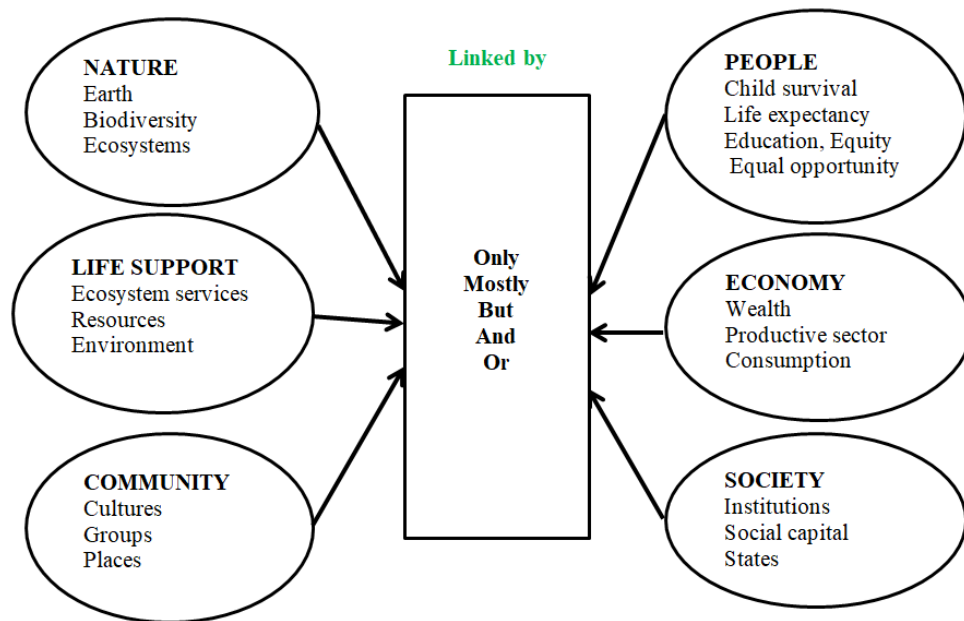 NATURE
Earth
Biodiversity
Ecosystems
LIFE SUPPORT
Ecosystem services
Resources
Environment
COMMUNITY
Cultures
Groups
Places
Linked by
Only
Mostly
But
And
Or
PEOPLE
Child survival
Life expectancy
Education, Equity
Equal opportunity
ECONOMY
Wealth
Productive sector
Consumption
SOCIETY
Institutions
Social capital
States